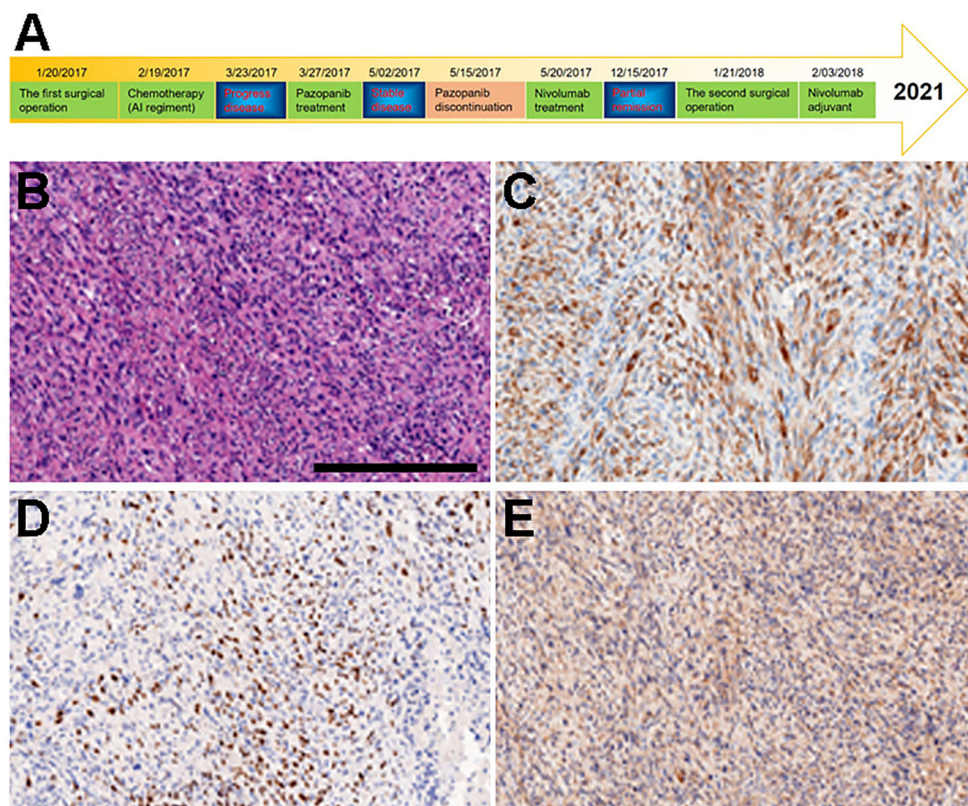 A
1/20/2017 2/19/2017 3/23/2017 3/27/2017 5/02/2017 5/15/2017 5/20/2017 12/15/2017 1/21/2018 2/03/2018
The first surgical operation
Chemotherapy (AI regiment)
Progress disease
Pazopanib treatment
Stable disease
Pazopanib discontinuation
Nivolumab treatment
Partial remission
The second surgical operation
Nivolumab adjuvant
2021
B
C
D
E